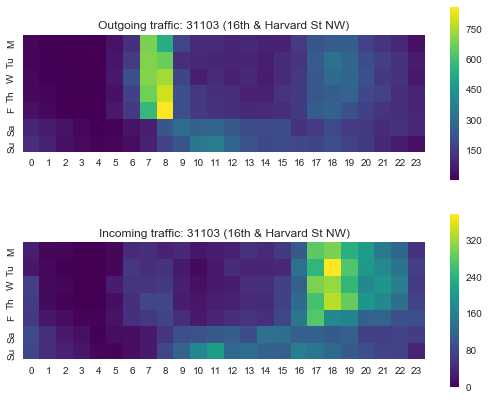 Outgoing traffic: 31103 (16th & Harvard St NW)
M
Tu
W
Th
F
Sa
Su
0 1 2 3 4 5 6 7 8 9 10 11 12 13 14 15 16 17 18 19 20 21 22 23
750
600
450
300
150
Incoming traffic: 31103 (16th & Harvard St NW)
M
Tu
W
Th
F
Sa
Su
0 1 2 3 4 5 6 7 8 9 10 11 12 13 14 15 16 17 18 19 20 21 22 23
320
240
160
80
0